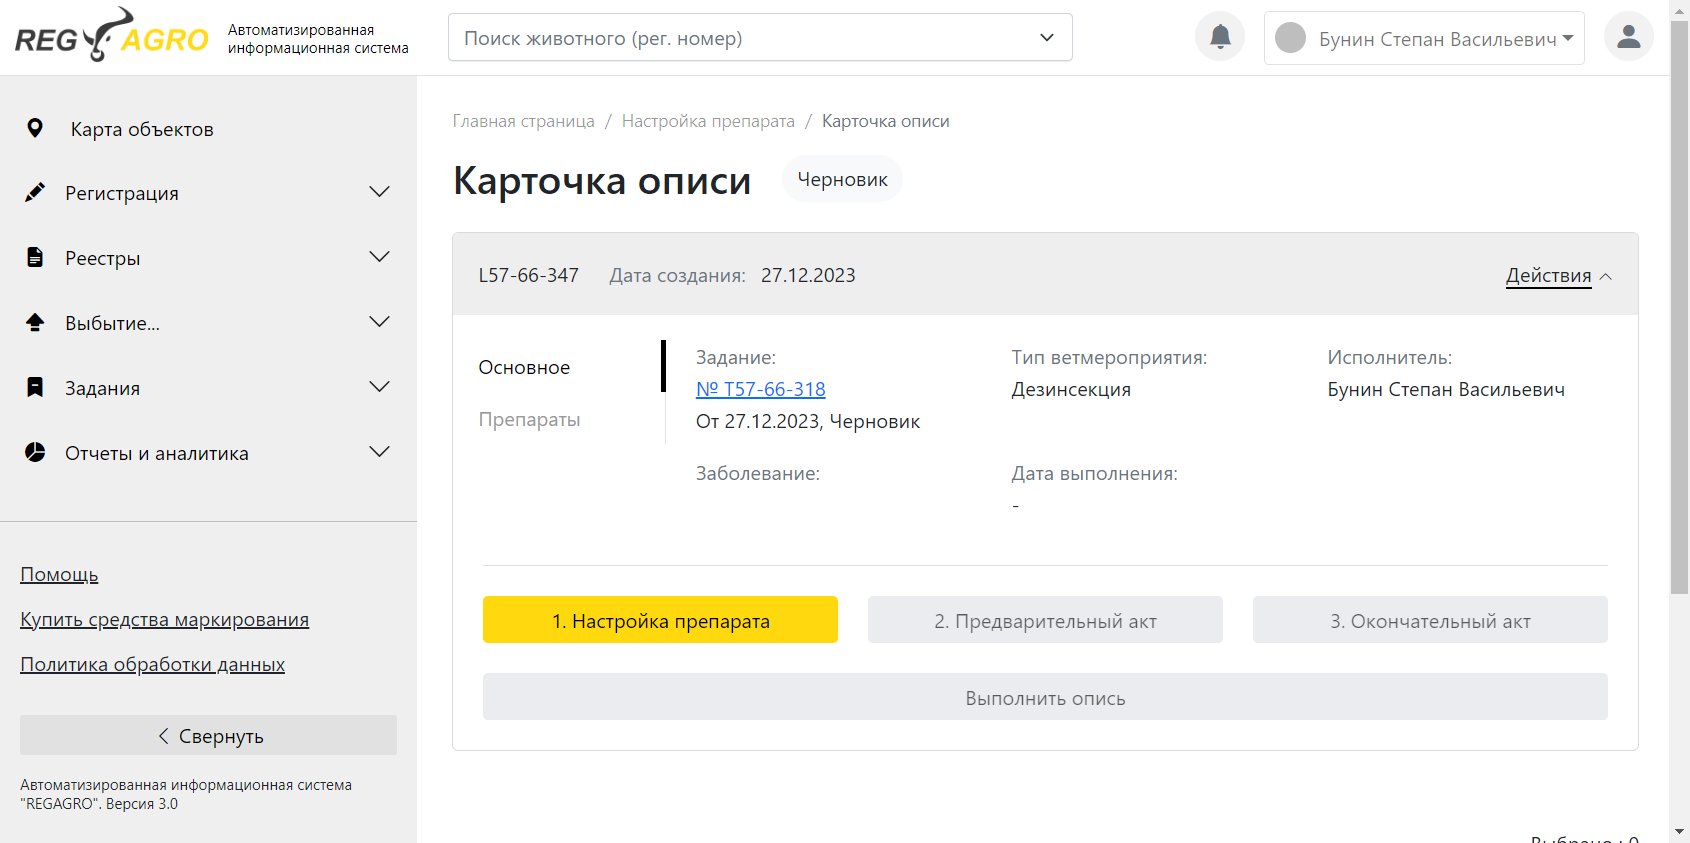 REG AGRO
Автоматизированная
информационная система
Поиск животного (рег. номер)
Бунин Степан Васильевич
Карта объектов
Регистрация
Реестры
Выбытие...
Задания
Отчеты и аналитика
Помощь
Купить средства маркирования
Политика обработки данных
Свернуть
Автоматизированная информационная система
"REGAGRO". Версия 3.0
Главная страница / Настройка препарата / Карточка описи
Карточка описи
Черновик
L57-66-347 Дата создания: 27.12.2023
Действия
Основное
Препараты
Задание:
№ T57-66-318
От 27.12.2023, Черновик
Тип ветмероприятия:
Дезинсекция
Исполнитель:
Бунин Степан Васильевич
Заболевание:
Дата выполнения:
-
1. Настройка препарата
2. Предварительный акт
3. Окончательный акт
Выполнить опись
Выбрано : 0